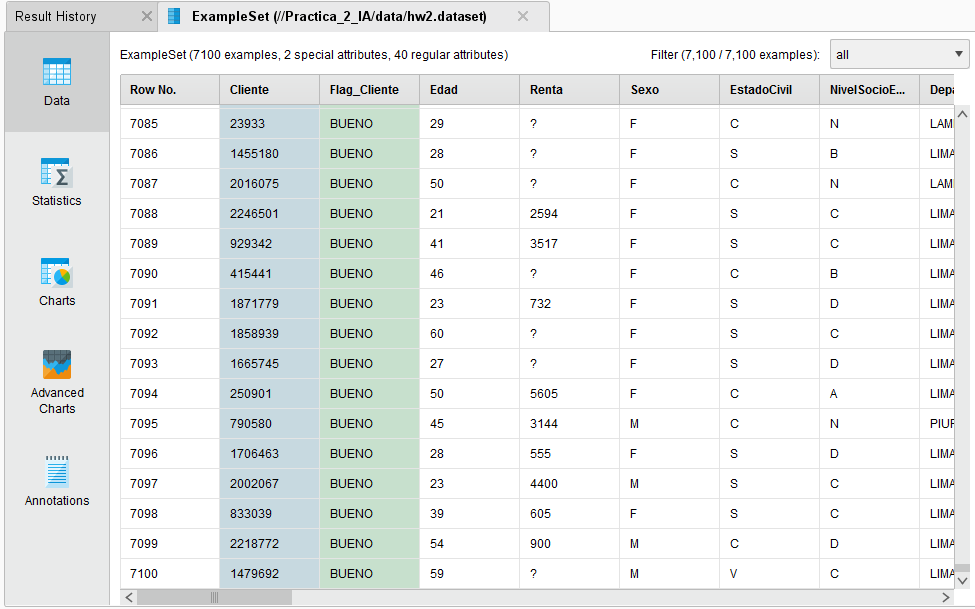 Result History
ExampleSet (//Practica_2_IA/data/hw2.dataset)
Data
Statistics
Charts
Advanced
Charts
Annotations
ExampleSet (7100 examples, 2 special attributes, 40 regular attributes)
Filter (7,100 / 7,100 examples): all
Row No. Cliente Flag_Cliente Edad Renta Sexo EstadoCivil NivelSocioE... Depa
7085 23933 BUENO 29 ? F C N LAM
7086 1455180 BUENO 28 ? F S B LIMA
7087 2016075 BUENO 50 ? F C N LAM
7088 2246501 BUENO 21 2594 F S C LIMA
7089 929342 BUENO 41 3517 F S C LIMA
7090 415441 BUENO 46 ? F C B LIMA
7091 1871779 BUENO 23 732 F S D LIMA
7092 1858939 BUENO 60 ? F S C LIMA
7093 1665745 BUENO 27 ? F S D LIMA
7094 250901 BUENO 50 5605 F C A LIMA
7095 790580 BUENO 45 3144 M C N PIUR
7096 1706463 BUENO 28 555 F S D LIMA
7097 2002067 BUENO 23 4400 M S C LIMA
7098 833039 BUENO 39 605 F S C LIMA
7099 2218772 BUENO 54 900 M C D LIMA
7100 1479692 BUENO 59 ? M V C LIMA